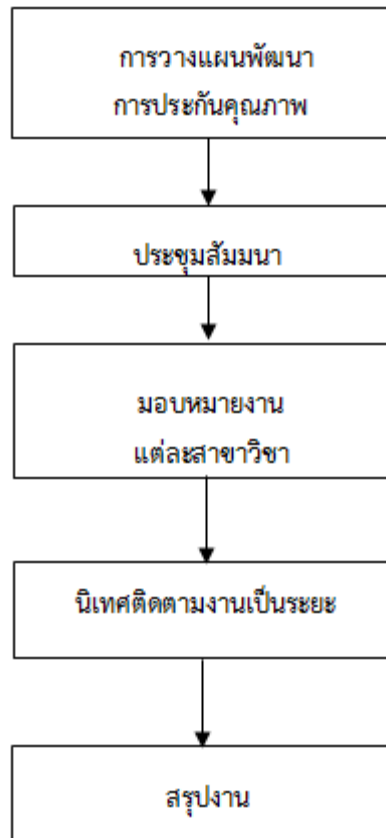 การวางแผนพัฒนา
การประกันคุณภาพ
ประชุมสัมมนา
มอบหมายงาน
แต่ละสาขาวิชา
นิเทศติดตามงานเป็นระยะ
สรุปงาน